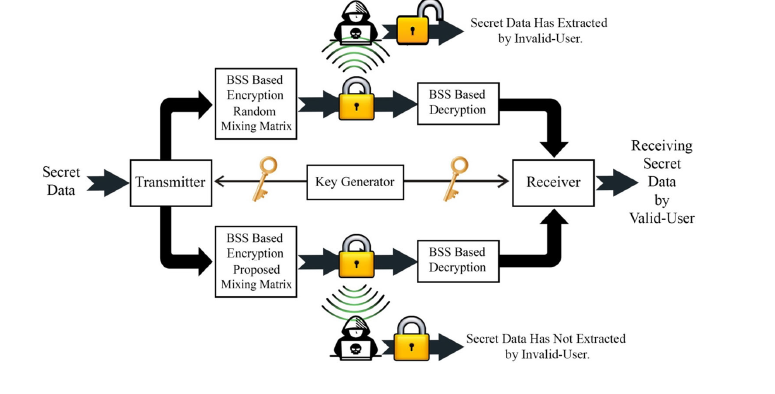 Secret Data Has Extracted
by Invalid-User.
BSS Based
Encryption
Random
Mixing Matrix
BSS Based
Decryption
Secret
Data
Transmitter
Key Generator
Receiver
Receiving
Secret
Data
by
Valid-User
BSS Based
Encryption
Proposed
Mixing Matrix
BSS Based
Decryption
Secret Data Has Not Extracted
by Invalid-User.